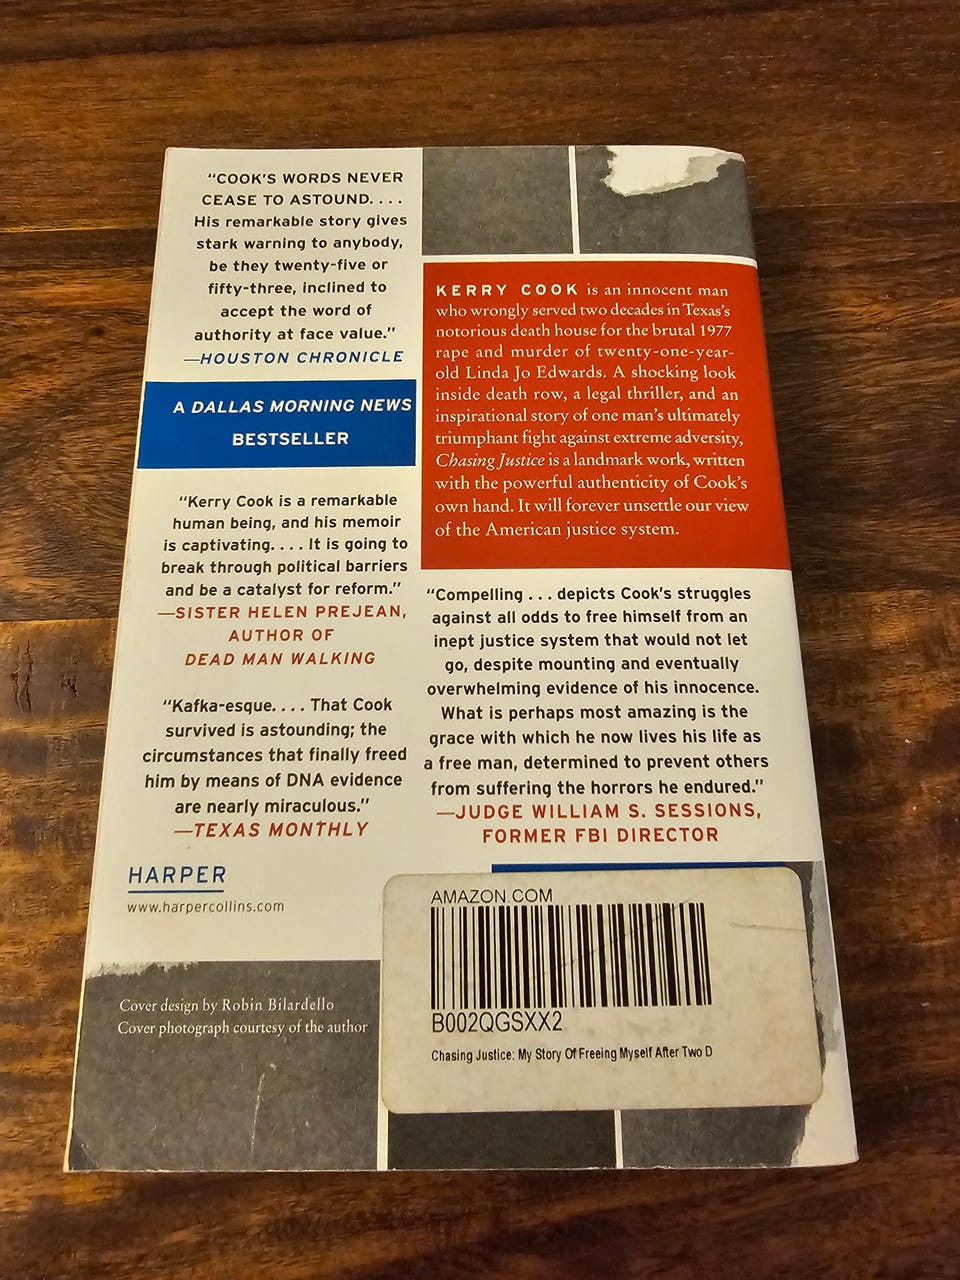 “COOK’S WORDS NEVER
CEASE TO ASTOUND. . . .
His remarkable story gives
stark warning to anybody,
be they twenty-five or
fifty-three, inclined to
accept the word of
authority at face value.”
—HOUSTON CHRONICLE
A DALLAS MORNING NEWS
BESTSELLER
“Kerry Cook is a remarkable
human being, and his memoir
is captivating. . . . It is going to
break through political barriers
and be a catalyst for reform.”
—SISTER HELEN PREJEAN,
AUTHOR OF
DEAD MAN WALKING
“Kafka-esque. . . . That Cook
survived is astounding; the
circumstances that finally freed
him by means of DNA evidence
are nearly miraculous.”
—TEXAS MONTHLY
HARPER
www.harpercollins.com
Cover design by Robin Bilardello
Cover photograph courtesy of the author
KERRY COOK is an innocent man
who wrongly served two decades in Texas’s
notorious death house for the brutal 1977
rape and murder of twenty-one-year-
old Linda Jo Edwards. A shocking look
inside death row, a legal thriller, and an
inspirational story of one man’s ultimately
triumphant fight against extreme adversity,
Chasing Justice is a landmark work, written
with the powerful authenticity of Cook’s
own hand. It will forever unsettle our view
of the American justice system.
“Compelling . . . depicts Cook’s struggles
against all odds to free himself from an
inept justice system that would not let
go, despite mounting and eventually
overwhelming evidence of his innocence.
What is perhaps most amazing is the
grace with which he now lives his life as
a free man, determined to prevent others
from suffering the horrors he endured.”
—JUDGE WILLIAM S. SESSIONS,
FORMER FBI DIRECTOR
AMAZON.COM
B002QGSXX2
Chasing Justice: My Story Of Freeing Myself After Two D